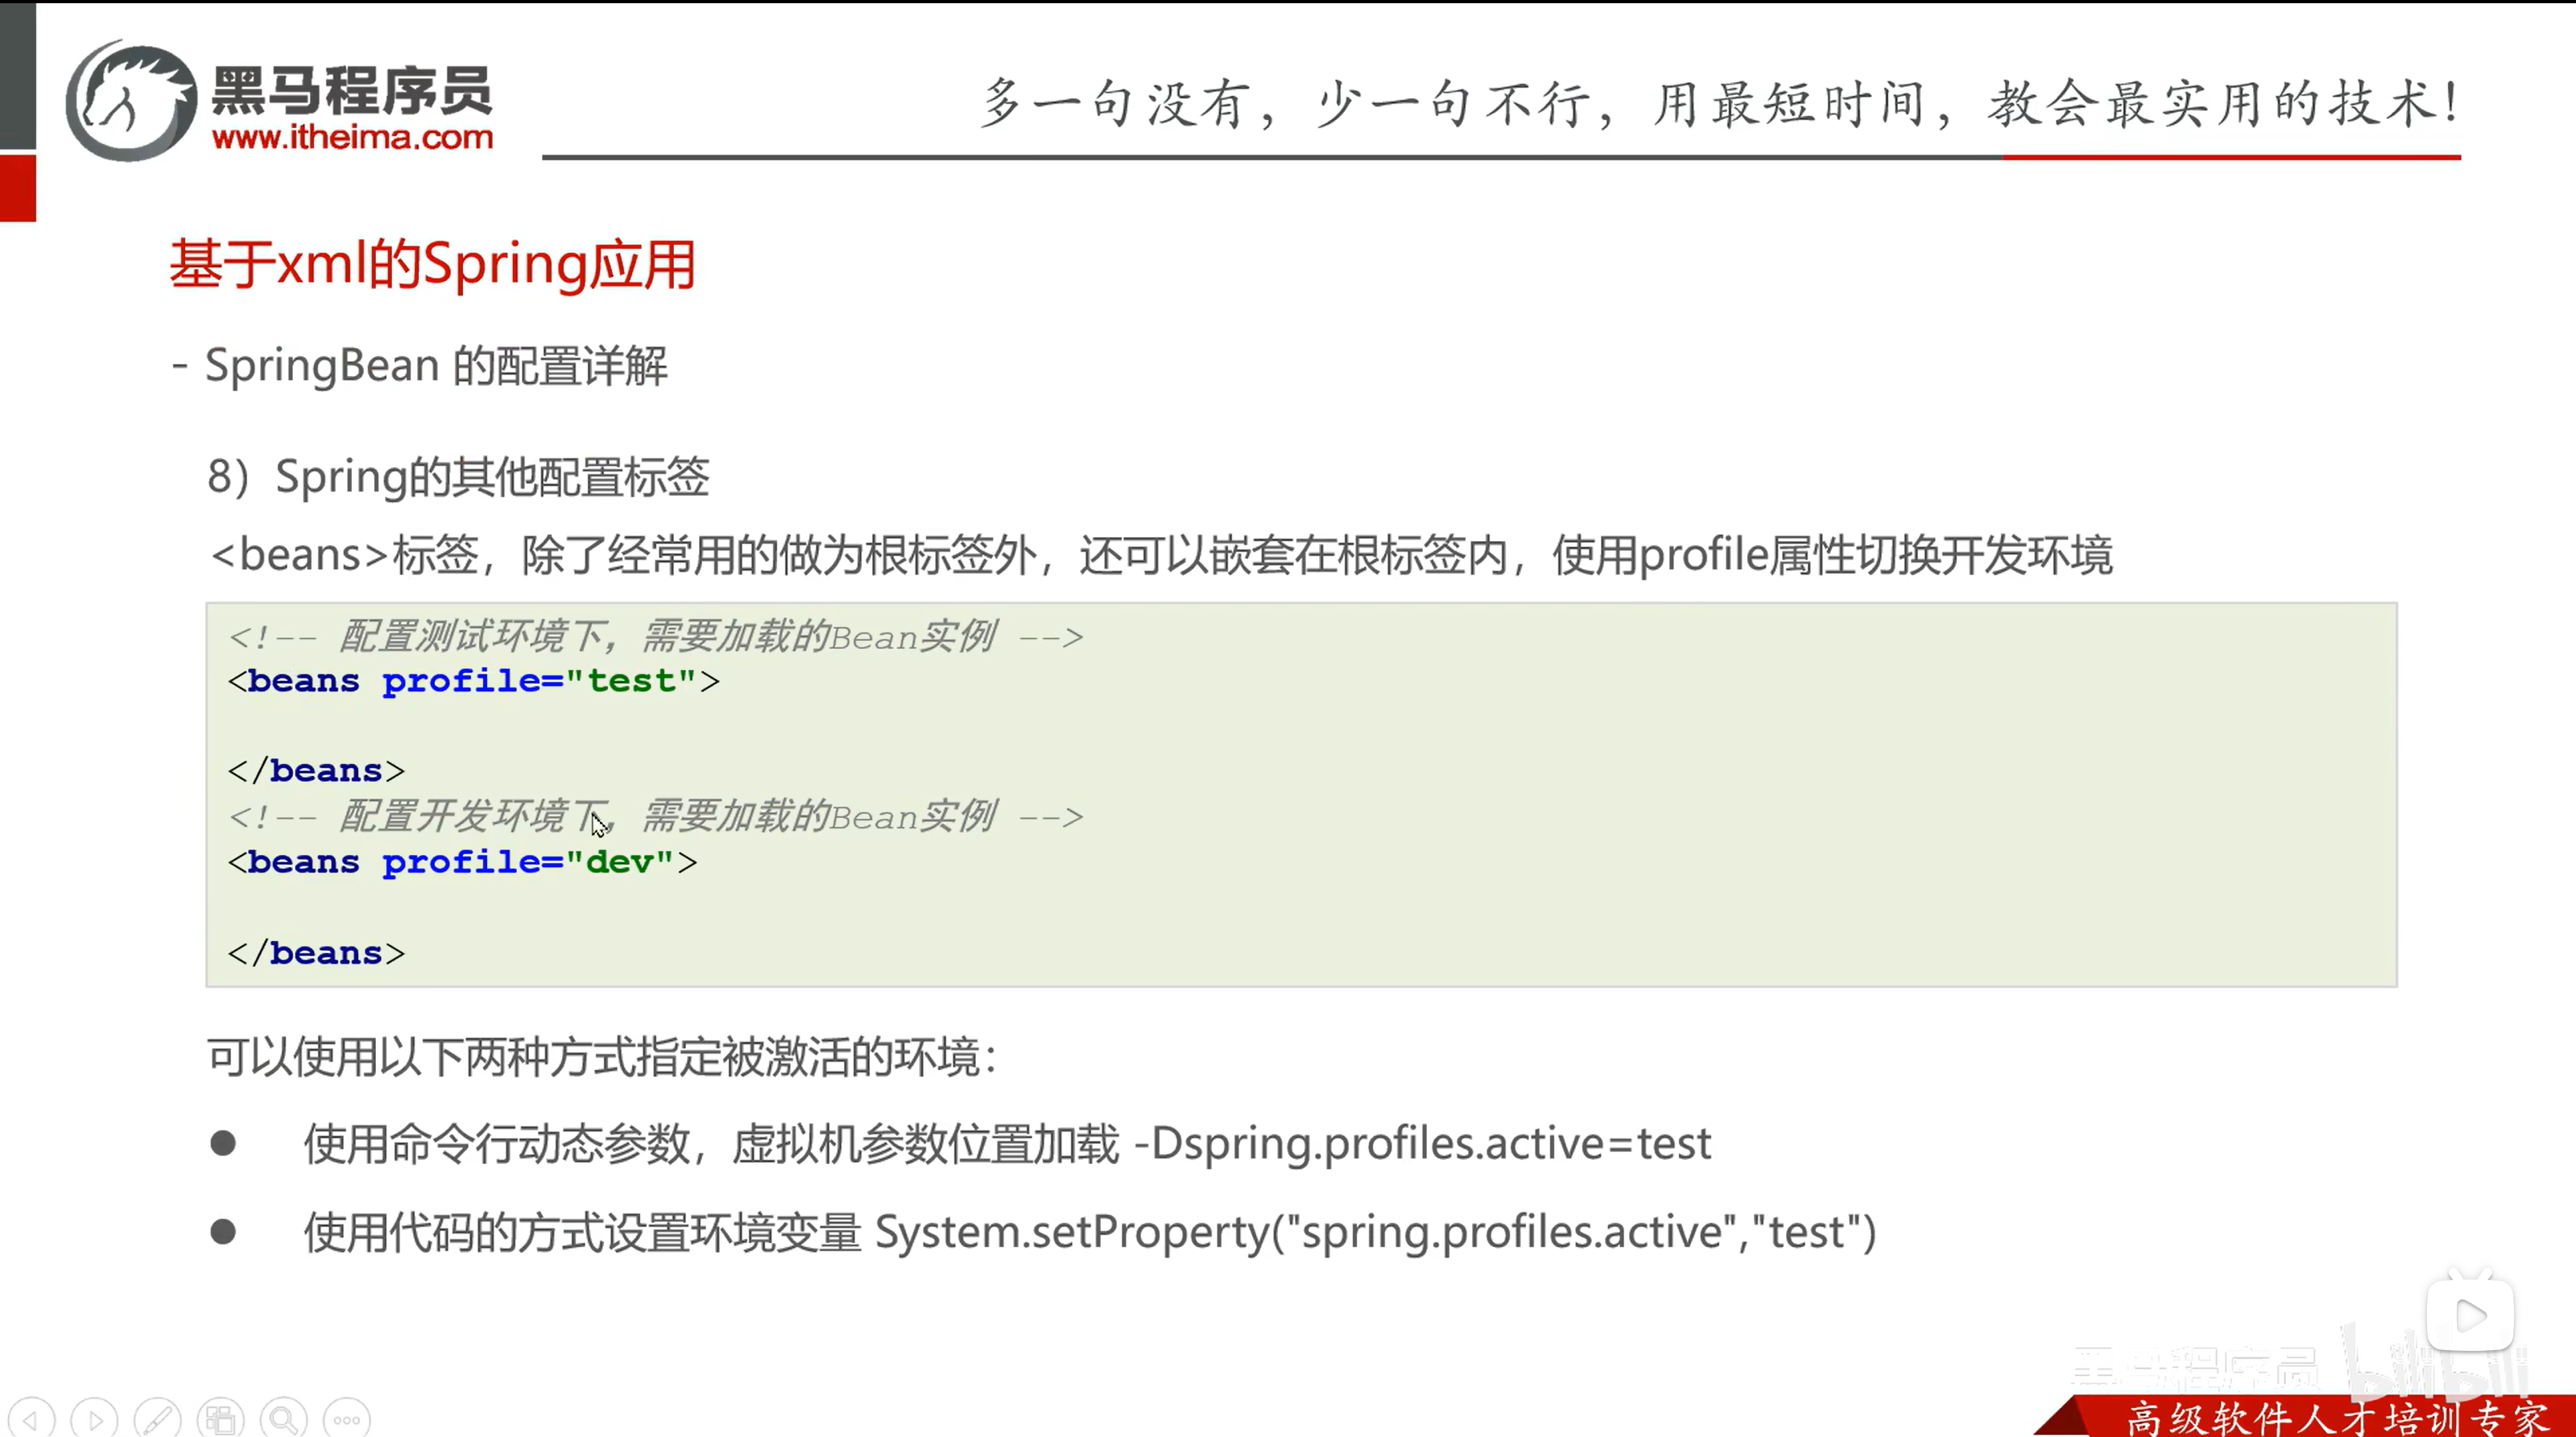 黑马程序员
www.itheima.com
多一句没有，少一句不行，用最短时间，教会最实用的技术！
基于xml的Spring应用
- SpringBean 的配置详解
8）Spring的其他配置标签
<beans>标签，除了经常用的做为根标签外，还可以嵌套在根标签内，使用profile属性切换开发环境
<!-- 配置测试环境下，需要加载的Bean实例 -->
<beans profile="test">
</beans>
<!-- 配置开发环境下，需要加载的Bean实例 -->
<beans profile="dev">
</beans>
可以使用以下两种方式指定被激活的环境：
● 使用命令行动态参数，虚拟机参数位置加载 -Dspring.profiles.active=test
● 使用代码的方式设置环境变量 System.setProperty("spring.profiles.active","test")
黑马程序员 bilibili
高级软件人才培训专家